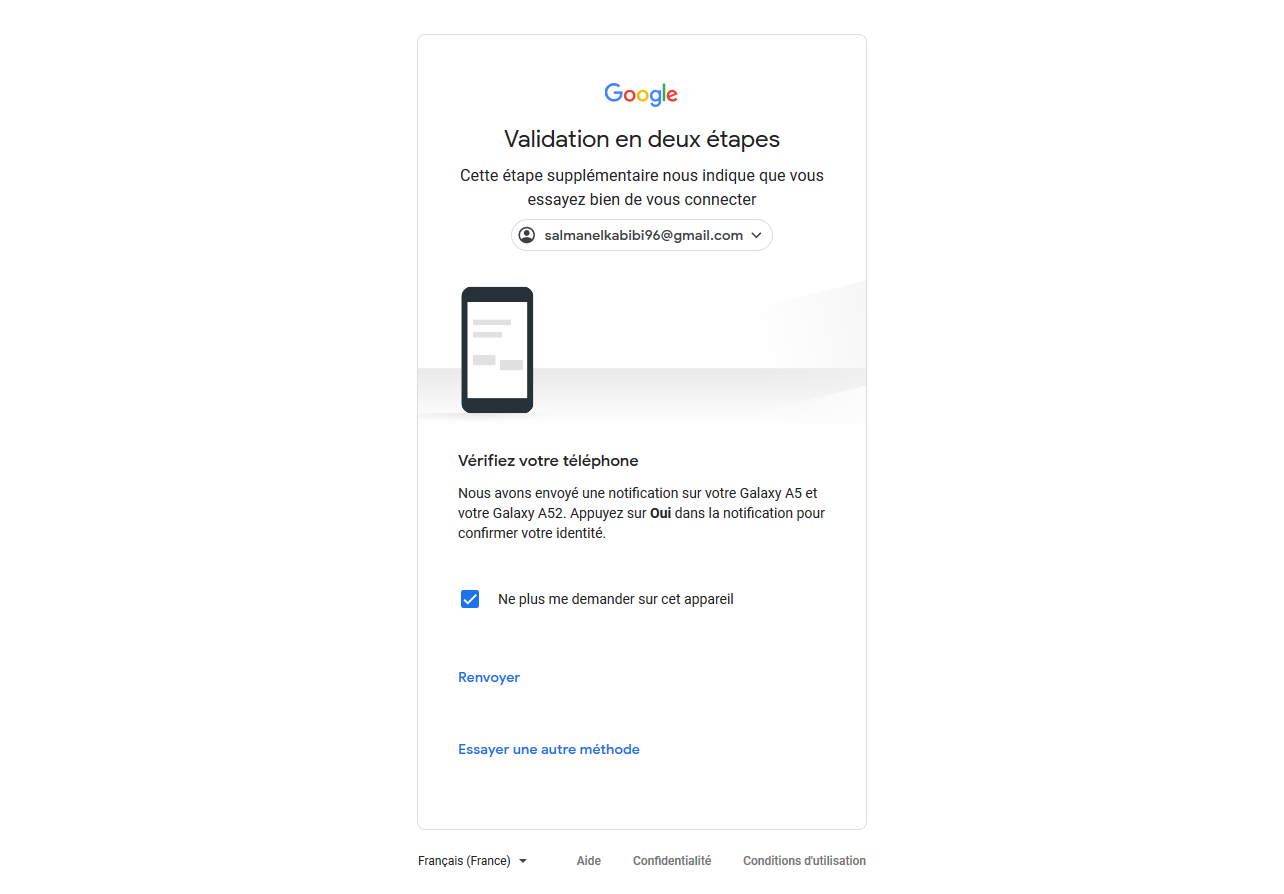 Google
Validation en deux étapes
Cette étape supplémentaire nous indique que vous
essayez bien de vous connecter
salmanelkabibi96@gmail.com
Vérifiez votre téléphone
Nous avons envoyé une notification sur votre Galaxy A5 et
votre Galaxy A52. Appuyez sur Oui dans la notification pour
confirmer votre identité.
Ne plus me demander sur cet appareil
Renvoyer
Essayer une autre méthode
Français (France) Aide Confidentialité Conditions d'utilisation